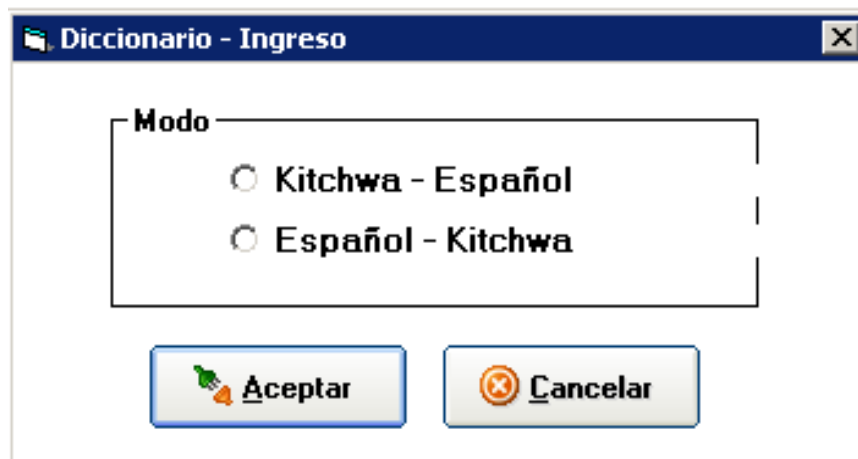 Diccionario - Ingreso
Modo
Kitchwa - Español
Español - Kitchwa
Aceptar Cancelar